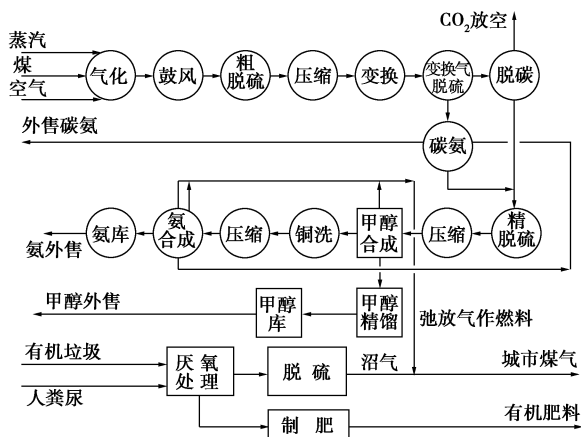 CO₂放空
蒸汽
煤
空气
气化
鼓风
粗
脱硫
压缩
变换
变换气
脱硫
脱碳
外售碳氨
碳氨
氨库
氨
合成
压缩
铜洗
甲醇
合成
压缩
精
脱硫
氨外售
甲醇外售
甲醇
库
甲醇
精馏
弛放气作燃料
有机垃圾
人粪尿
厌氧
处理
脱硫
沼气
城市煤气
制肥
有机肥料